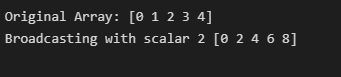 Original Array: [0 1 2 3 4]
Broadcasting with scalar 2 [0 2 4 6 8]